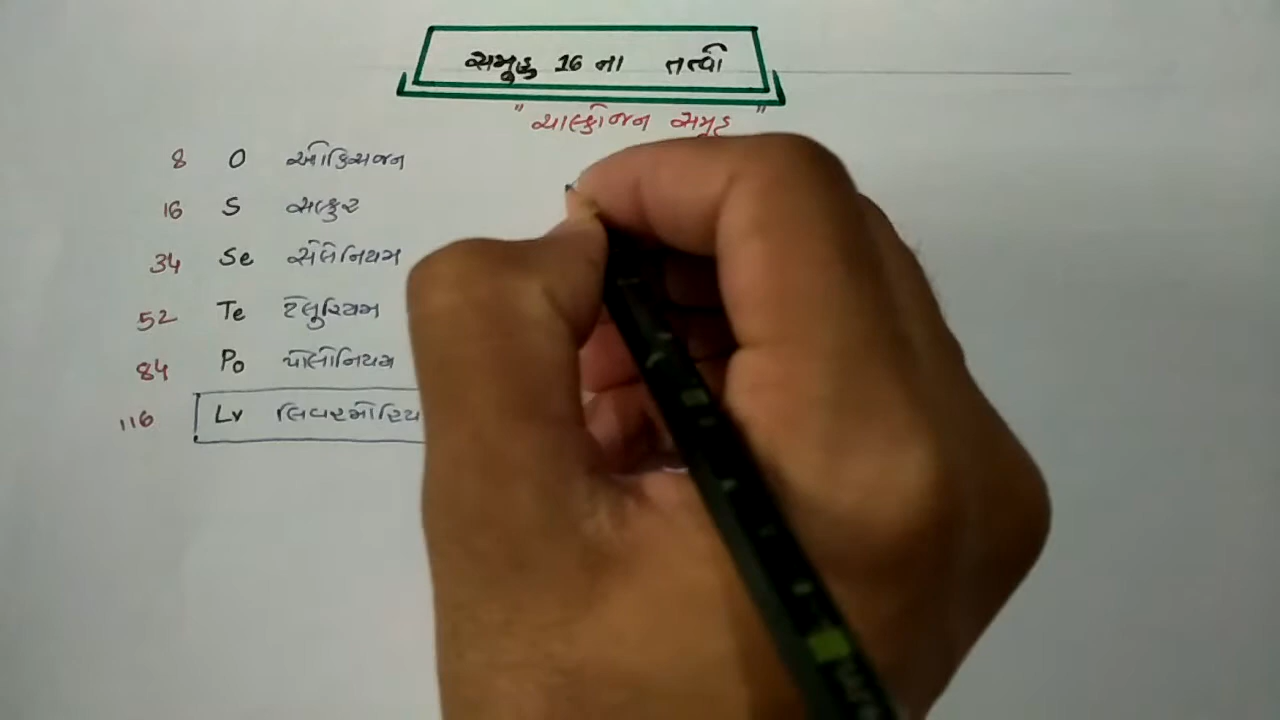 સમૂહ 16 ના તત્વો
" ચાલ્કોજન સમૂહ "
8 O ઓક્સિજન
16 S સલ્ફર
34 Se સેલેનિયમ
52 Te ટેલુરિયમ
84 Po પોલોનિયમ
116 Lv લિવરમોરિય